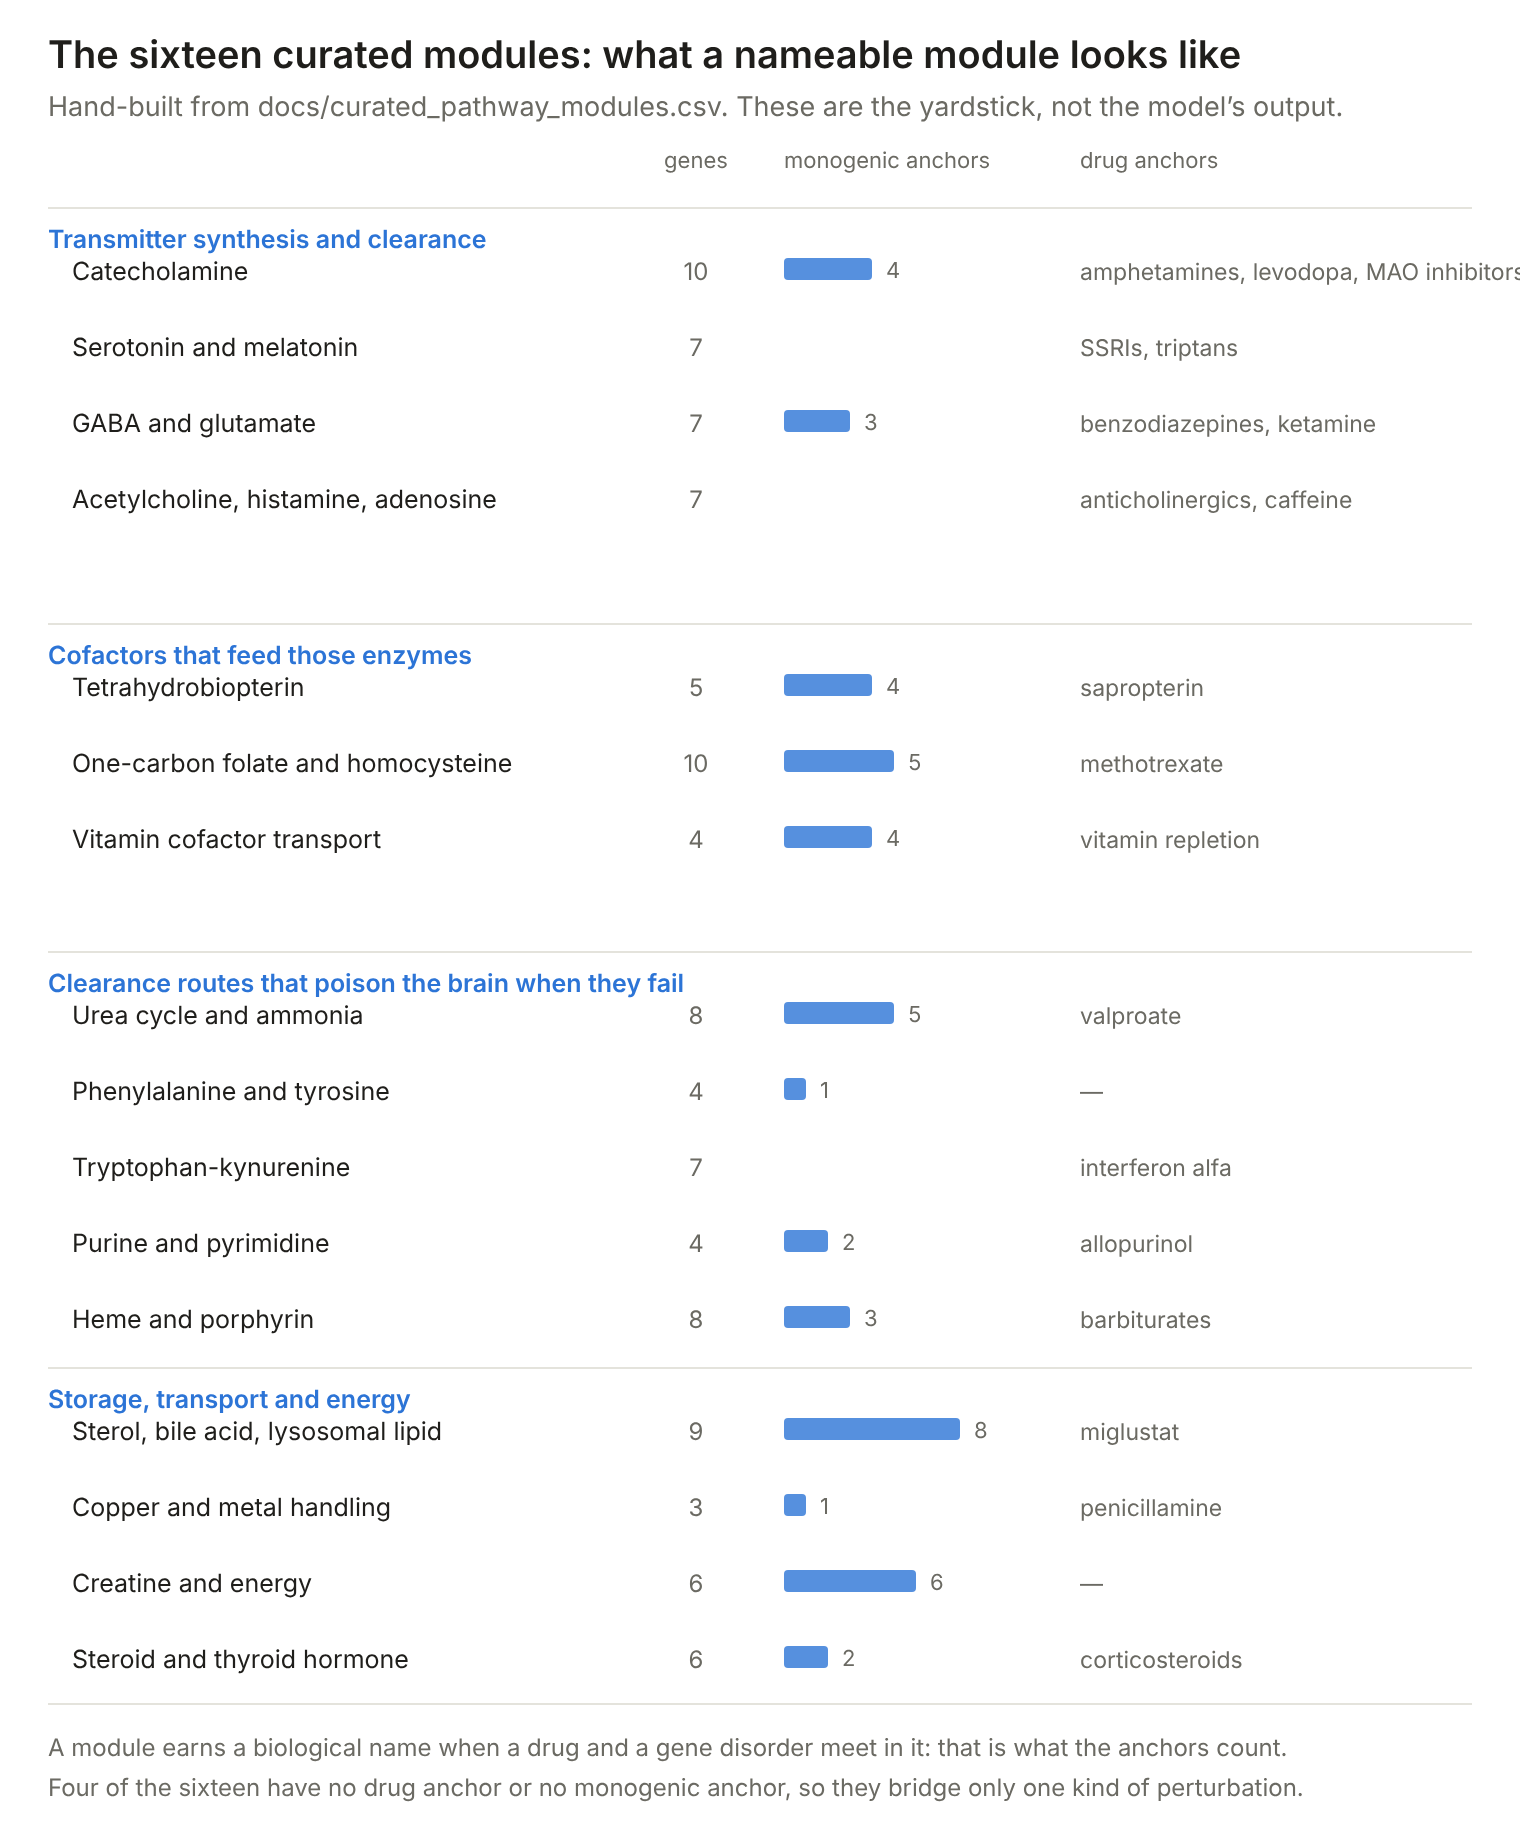 The sixteen curated modules: what a nameable module looks like
Hand-built from docs/curated_pathway_modules.csv. These are the yardstick, not the model’s output.
genes monogenic anchors drug anchors
Transmitter synthesis and clearance
Catecholamine 10 4 amphetamines, levodopa, MAO inhibitors
Serotonin and melatonin 7 SSRIs, triptans
GABA and glutamate 7 3 benzodiazepines, ketamine
Acetylcholine, histamine, adenosine 7 anticholinergics, caffeine
Cofactors that feed those enzymes
Tetrahydrobiopterin 5 4 sapropterin
One-carbon folate and homocysteine 10 5 methotrexate
Vitamin cofactor transport 4 4 vitamin repletion
Clearance routes that poison the brain when they fail
Urea cycle and ammonia 8 5 valproate
Phenylalanine and tyrosine 4 1 —
Tryptophan-kynurenine 7 interferon alfa
Purine and pyrimidine 4 2 allopurinol
Heme and porphyrin 8 3 barbiturates
Storage, transport and energy
Sterol, bile acid, lysosomal lipid 9 8 miglustat
Copper and metal handling 3 1 penicillamine
Creatine and energy 6 6 —
Steroid and thyroid hormone 6 2 corticosteroids
A module earns a biological name when a drug and a gene disorder meet in it: that is what the anchors count.
Four of the sixteen have no drug anchor or no monogenic anchor, so they bridge only one kind of perturbation.